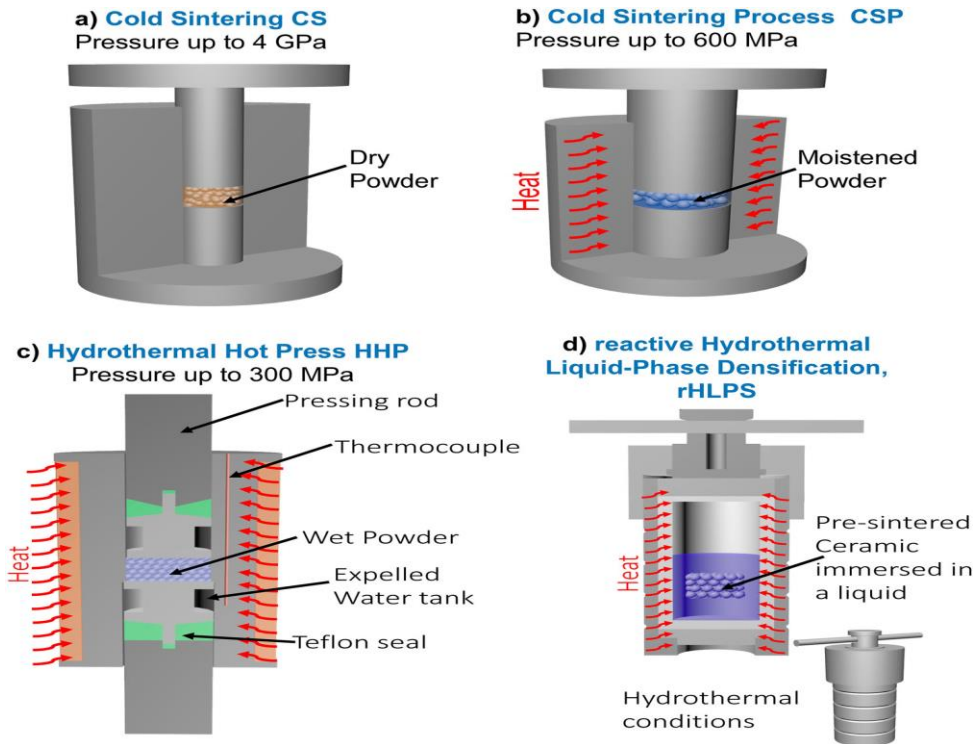 a) Cold Sintering CS
Pressure up to 4 GPa
Dry
Powder
b) Cold Sintering Process CSP
Pressure up to 600 MPa
Heat
Moistened
Powder
c) Hydrothermal Hot Press HHP
Pressure up to 300 MPa
Pressing rod
Thermocouple
Heat
Wet Powder
Expelled
Water tank
Teflon seal
d) reactive Hydrothermal
Liquid-Phase Densification,
rHLPS
Heat
Pre-sintered
Ceramic
immersed in
a liquid
Hydrothermal
conditions